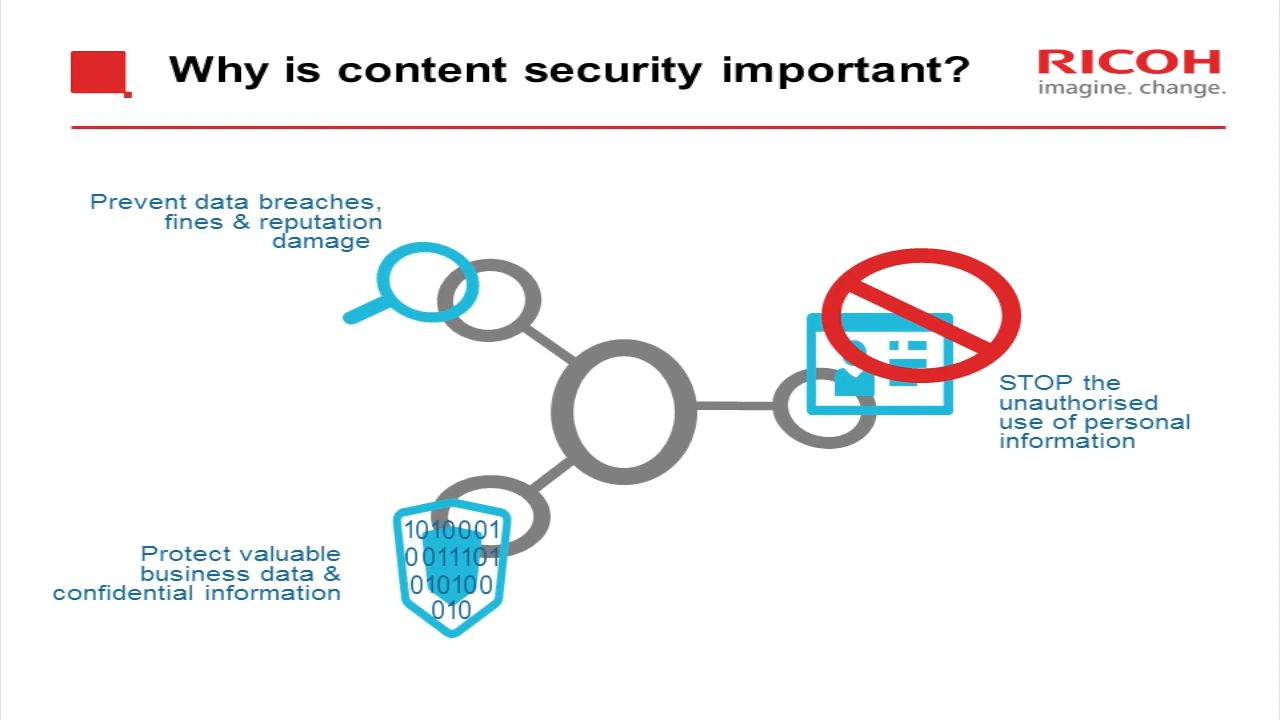 Why is content security important?
RICOH
imagine. change.
Prevent data breaches,
fines & reputation
damage
STOP the
unauthorised
use of personal
information
1010001
0011101
010100
010
Protect valuable
business data &
confidential information